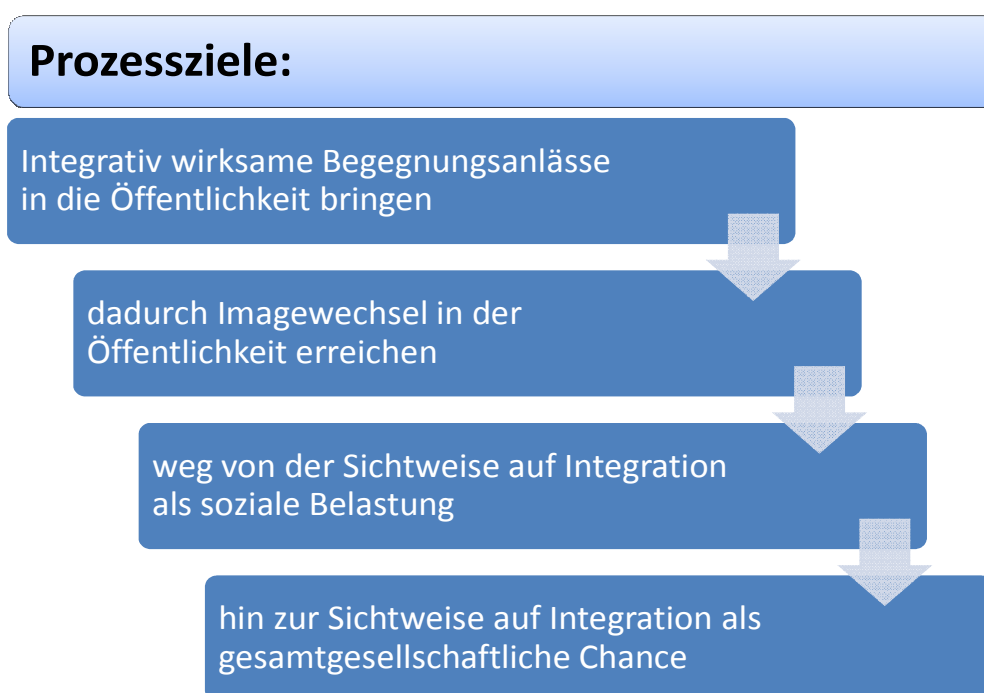 Prozessziele:
Integrativ wirksame Begegnungsanlässe
in die Öffentlichkeit bringen
dadurch Imagewechsel in der
Öffentlichkeit erreichen
weg von der Sichtweise auf Integration
als soziale Belastung
hin zur Sichtweise auf Integration als
gesamtgesellschaftliche Chance